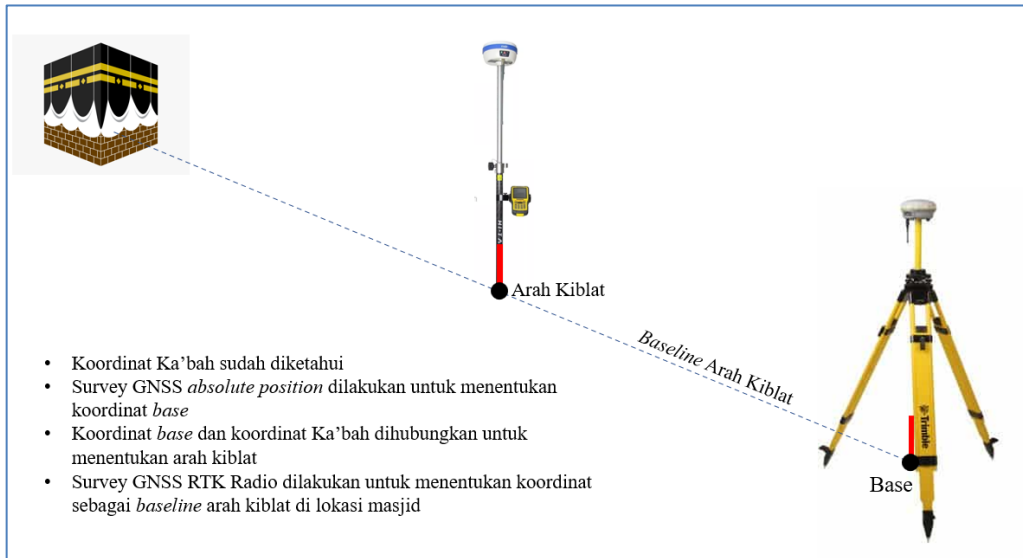 Arah Kiblat
Baseline Arah Kiblat
Trimble
Base
• Koordinat Ka’bah sudah diketahui
• Survey GNSS absolute position dilakukan untuk menentukan
koordinat base
• Koordinat base dan koordinat Ka’bah dihubungkan untuk
menentukan arah kiblat
• Survey GNSS RTK Radio dilakukan untuk menentukan koordinat
sebagai baseline arah kiblat di lokasi masjid